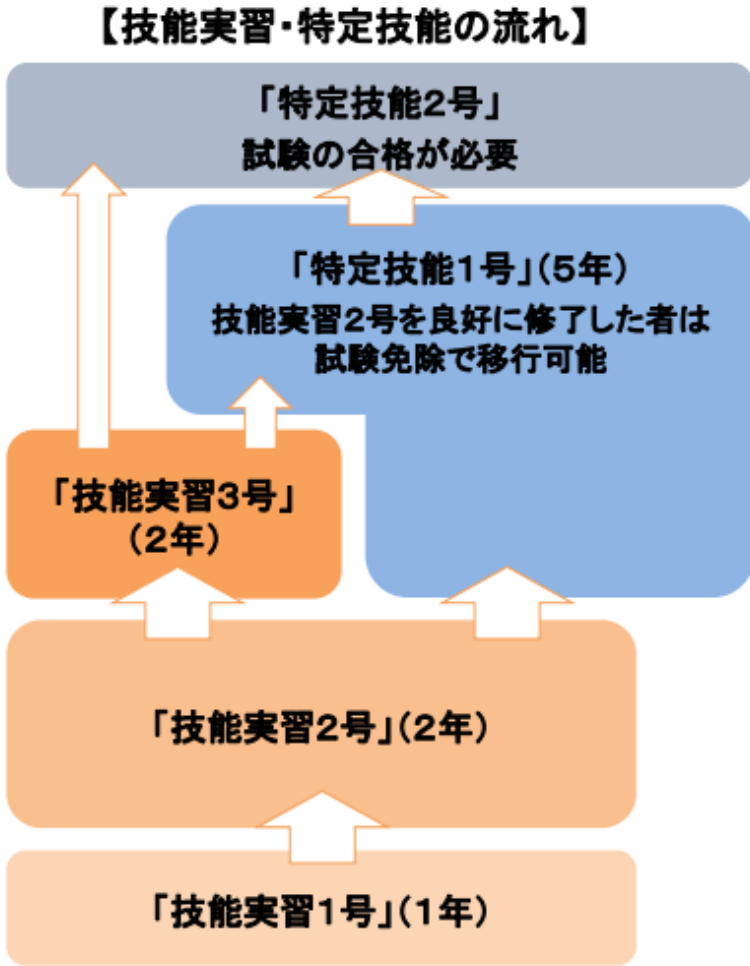 【技能実習・特定技能の流れ】
「特定技能2号」
試験の合格が必要
「特定技能1号」(5年)
技能実習2号を良好に修了した者は
試験免除で移行可能
「技能実習3号」
(2年)
「技能実習2号」(2年)
「技能実習1号」(1年)